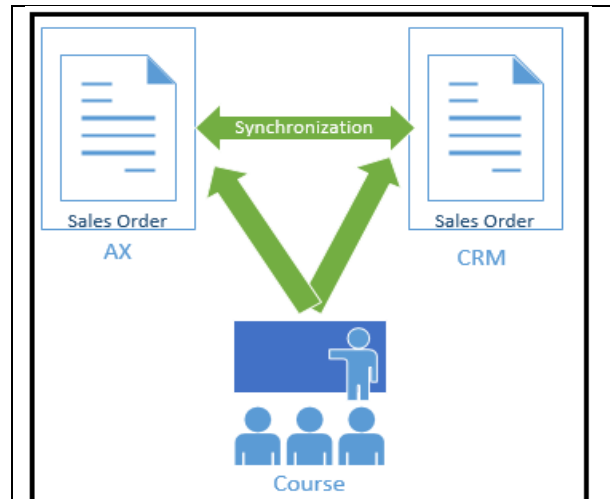 Synchronization
Sales Order
Sales Order
AX
CRM
Course